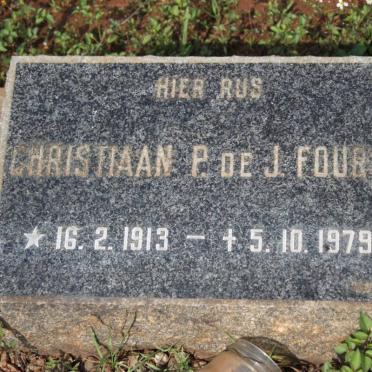 HIER RUS
CHRISTIAAN P. DE J. FOUR
★ 16. 2. 1913 – ✝ 5. 10. 1979